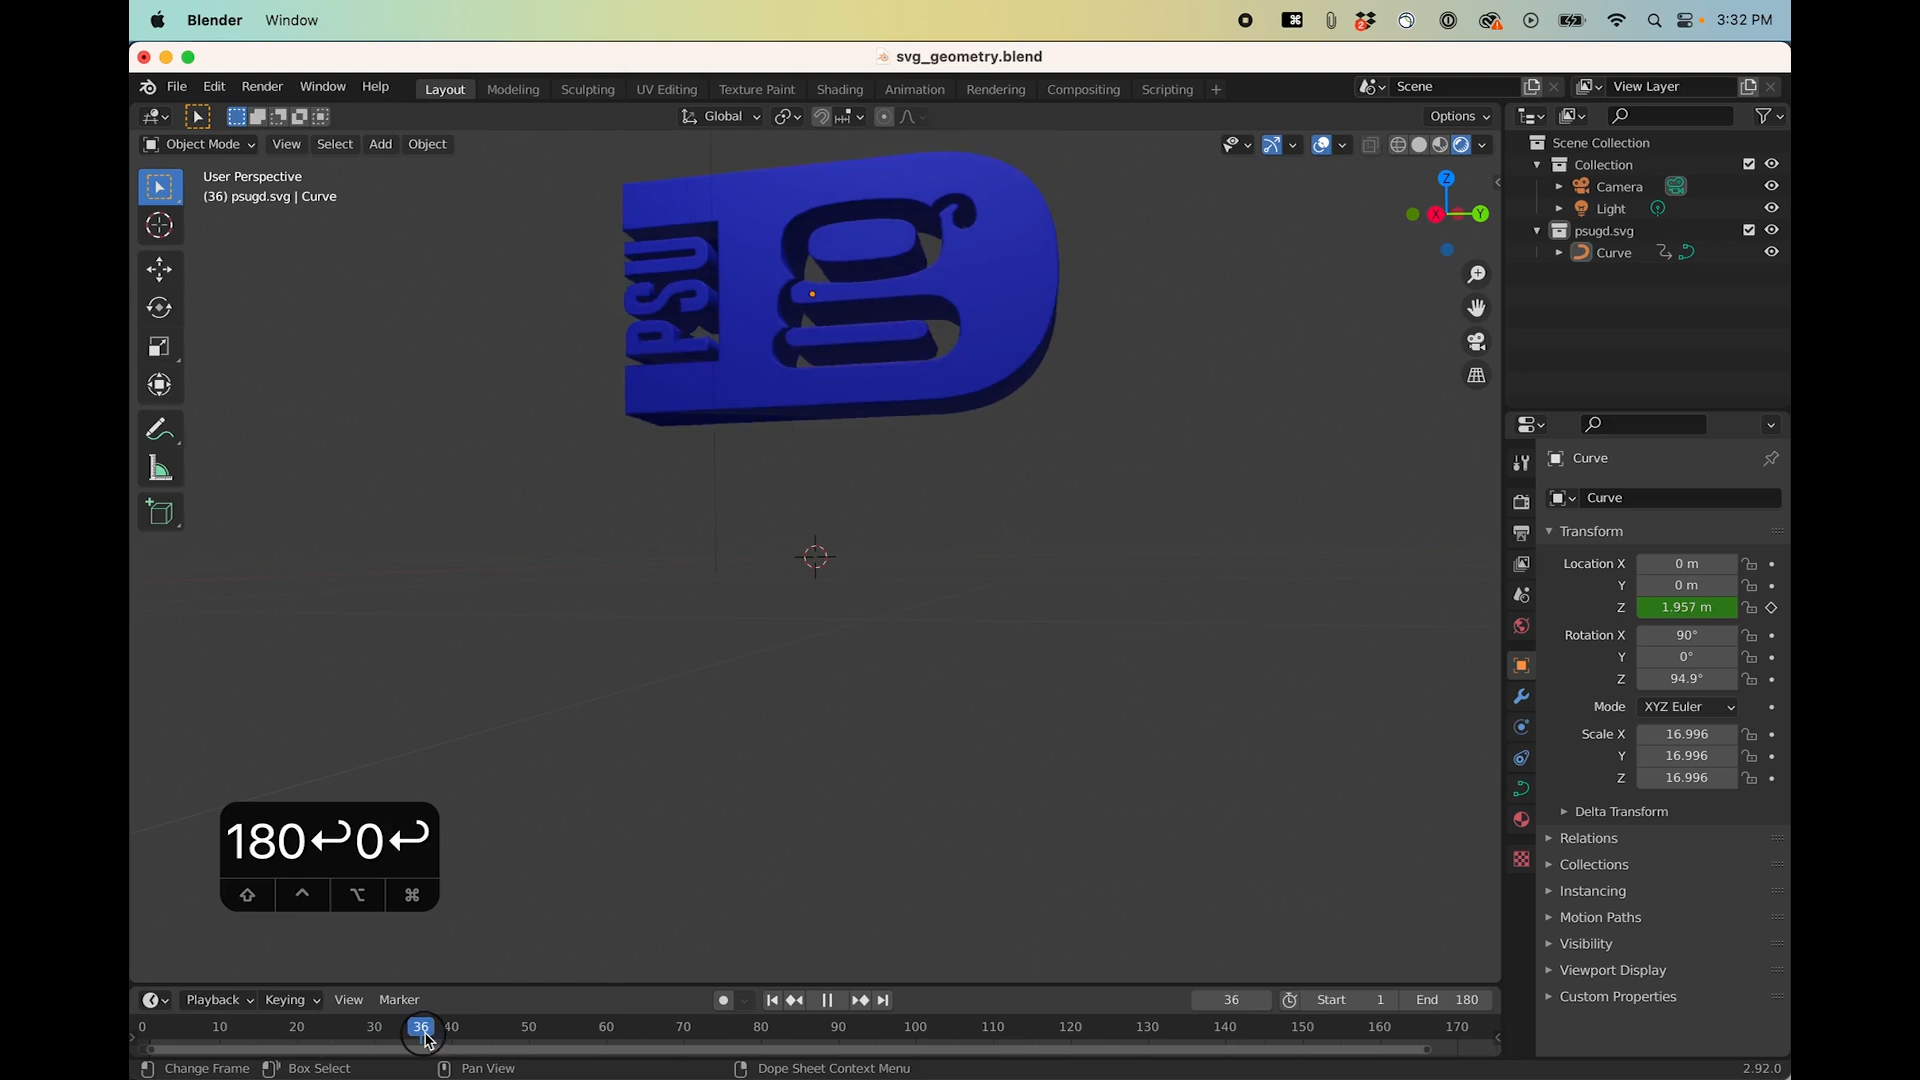 Blender Window 3:32 PM
svg_geometry.blend
File Edit Render Window Help Layout Modeling Sculpting UV Editing Texture Paint Shading Animation Rendering Compositing Scripting + Scene View Layer
Global Options
Object Mode View Select Add Object
User Perspective
(36) psugd.svg | Curve
Scene Collection
Collection
Camera
Light
psugd.svg
Curve
Z
X Y
PSU
g
Curve
Curve
Transform
Location X 0 m
Y 0 m
Z 1.957 m
Rotation X 90°
Y 0°
Z 94.9°
Mode XYZ Euler
Scale X 16.996
Y 16.996
Z 16.996
Delta Transform
Relations
Collections
Instancing
Motion Paths
Visibility
Viewport Display
Custom Properties
180↩0↩
⇧ ⌃ ⌥ ⌘
Playback Keying View Marker 36 Start 1 End 180
0 10 20 30 36 40 50 60 70 80 90 100 110 120 130 140 150 160 170
Change Frame Box Select Pan View Dope Sheet Context Menu 2.92.0